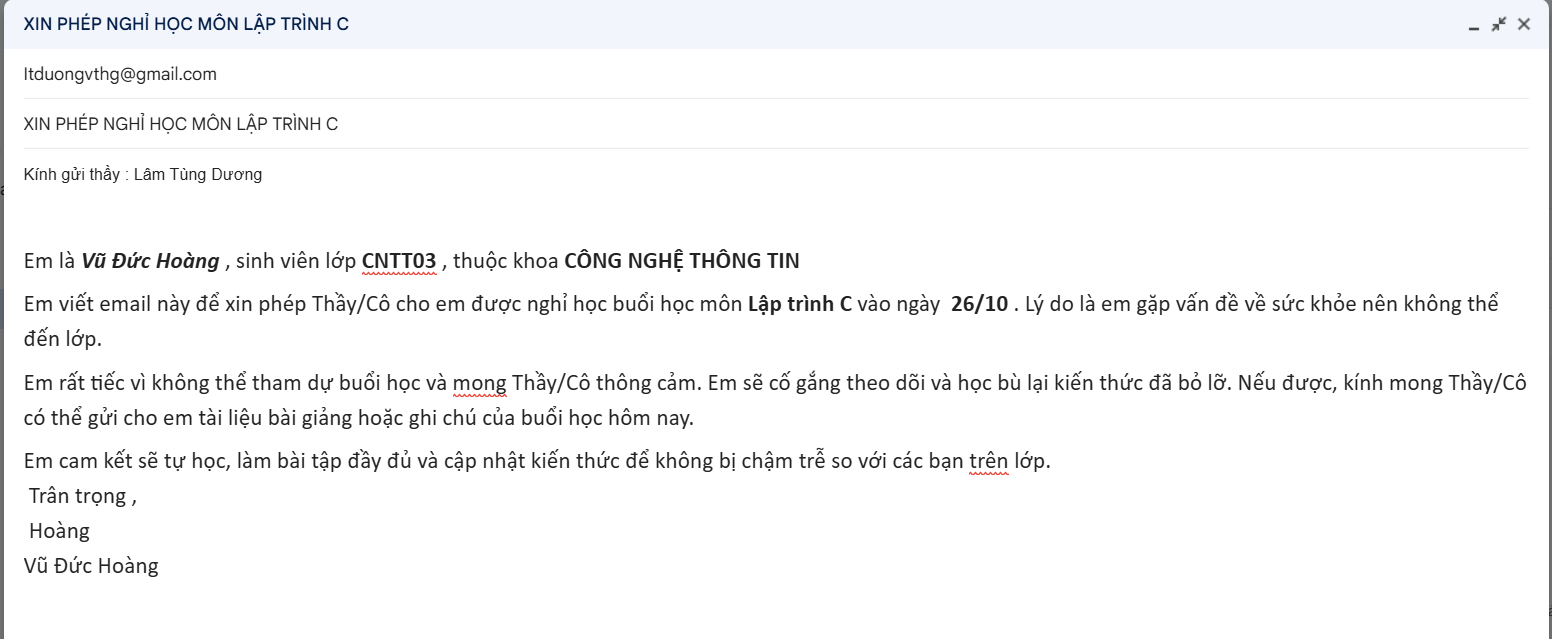 XIN PHÉP NGHỈ HỌC MÔN LẬP TRÌNH C
ltduongvthg@gmail.com
XIN PHÉP NGHỈ HỌC MÔN LẬP TRÌNH C
Kính gửi thầy : Lâm Tùng Dương
Em là Vũ Đức Hoàng , sinh viên lớp CNTT03 , thuộc khoa CÔNG NGHỆ THÔNG TIN
Em viết email này để xin phép Thầy/Cô cho em được nghỉ học buổi học môn Lập trình C vào ngày  26/10 . Lý do là em gặp vấn đề về sức khỏe nên không thể
đến lớp.
Em rất tiếc vì không thể tham dự buổi học và mong Thầy/Cô thông cảm. Em sẽ cố gắng theo dõi và học bù lại kiến thức đã bỏ lỡ. Nếu được, kính mong Thầy/Cô
có thể gửi cho em tài liệu bài giảng hoặc ghi chú của buổi học hôm nay.
Em cam kết sẽ tự học, làm bài tập đầy đủ và cập nhật kiến thức để không bị chậm trễ so với các bạn trên lớp.
Trân trọng ,
Hoàng
Vũ Đức Hoàng